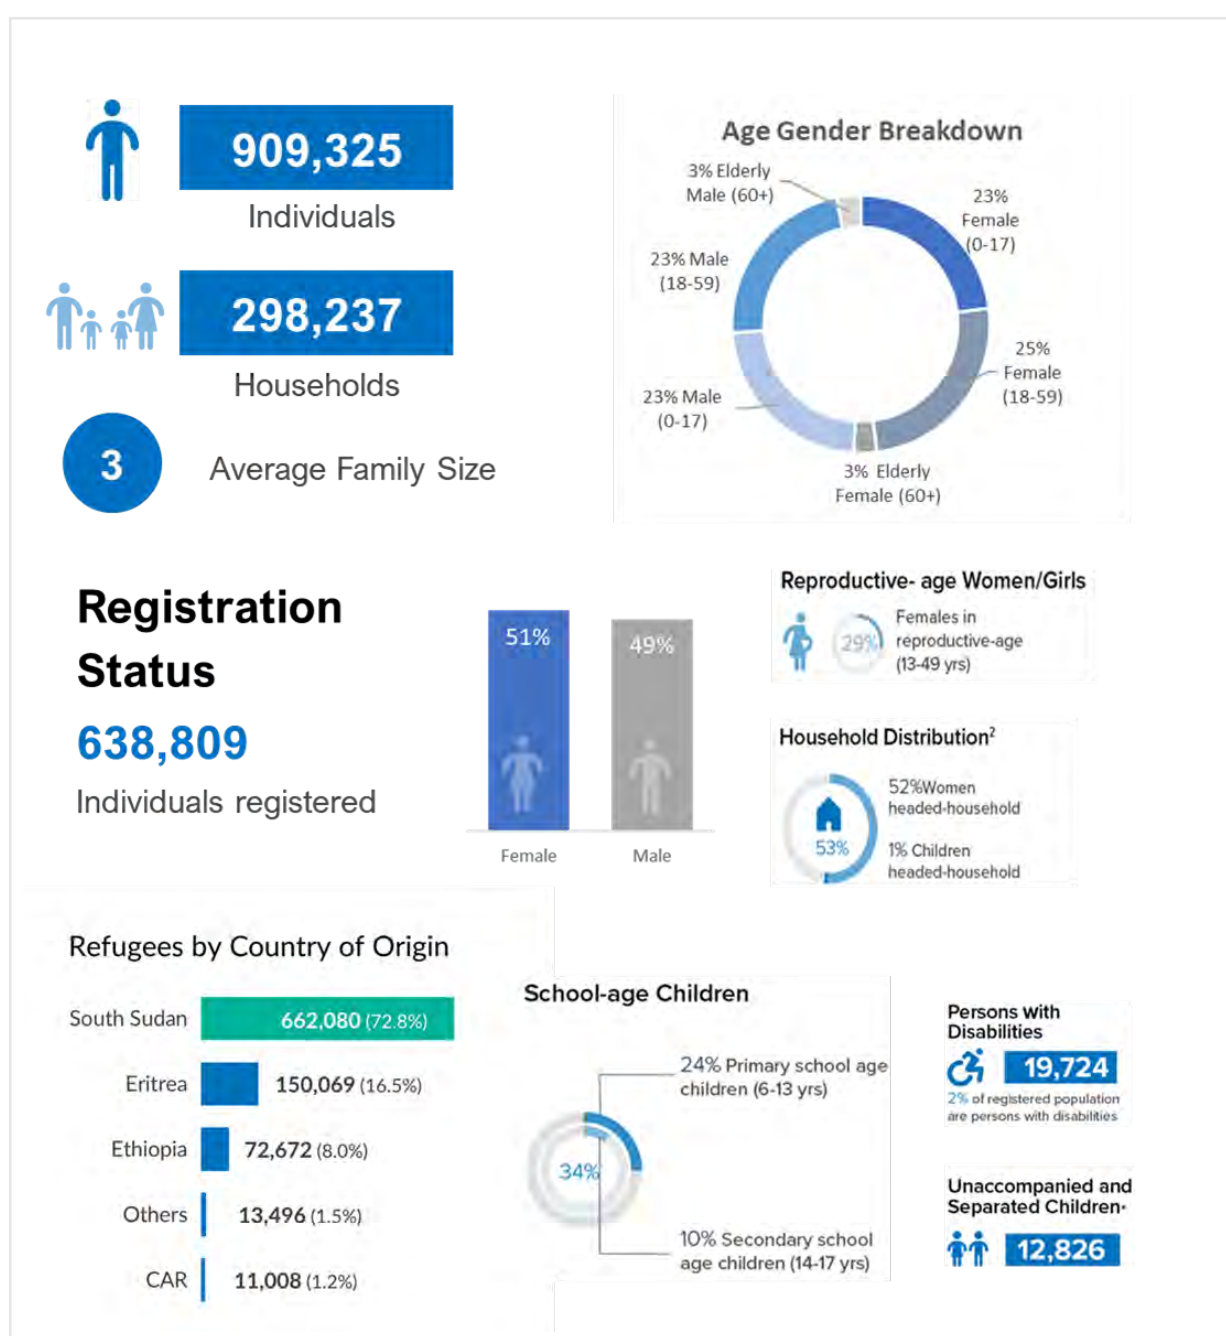 909,325
Individuals
298,237
Households
3
Average Family Size
Age Gender Breakdown
3% Elderly
Male (60+)
23%
Female
(0-17)
23% Male
(18-59)
25%
Female
(18-59)
23% Male
(0-17)
3% Elderly
Female (60+)
Registration
Status
638,809
Individuals registered
51%
49%
Female
Male
Reproductive- age Women/Girls
29%
Females in
reproductive-age
(13-49 yrs)
Household Distribution²
53%
52%Women
headed-household
1% Children
headed-household
Refugees by Country of Origin
South Sudan 662,080 (72.8%)
Eritrea 150,069 (16.5%)
Ethiopia 72,672 (8.0%)
Others 13,496 (1.5%)
CAR 11,008 (1.2%)
School-age Children
24% Primary school age
children (6-13 yrs)
34%
10% Secondary school
age children (14-17 yrs)
Persons with
Disabilities
19,724
2% of registered population
are persons with disabilities
Unaccompanied and
Separated Children*
12,826